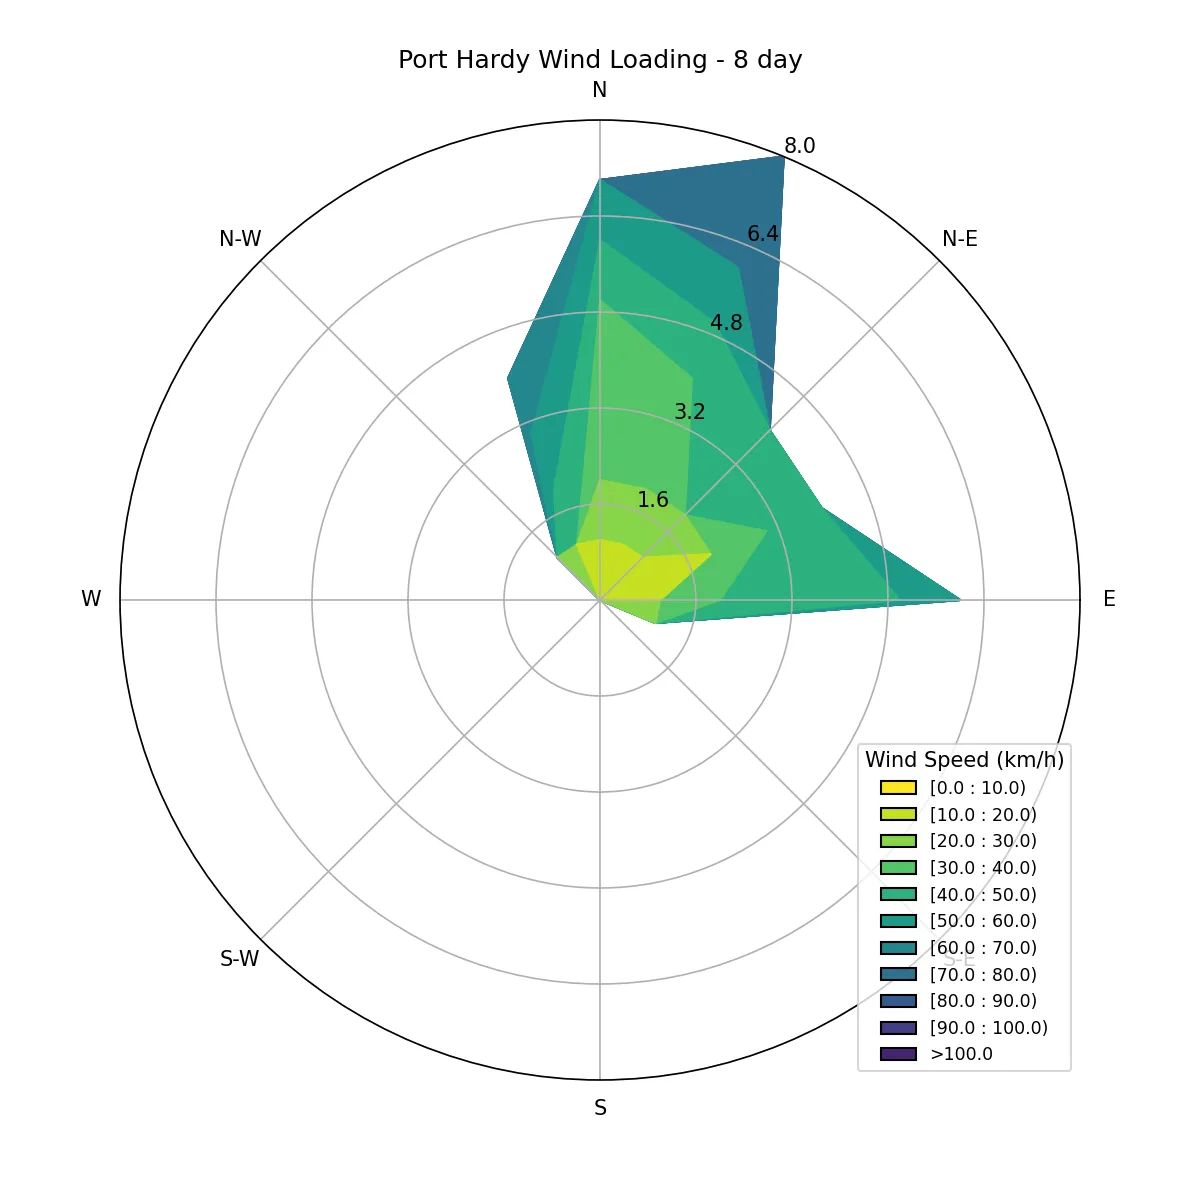 Port Hardy Wind Loading - 8 day
N
8.0
6.4
N-W
N-E
4.8
3.2
1.6
W
E
Wind Speed (km/h)
[0.0 : 10.0)
[10.0 : 20.0)
[20.0 : 30.0)
[30.0 : 40.0)
[40.0 : 50.0)
[50.0 : 60.0)
[60.0 : 70.0)
[70.0 : 80.0)
[80.0 : 90.0)
[90.0 : 100.0)
>100.0
S-W
S-E
S